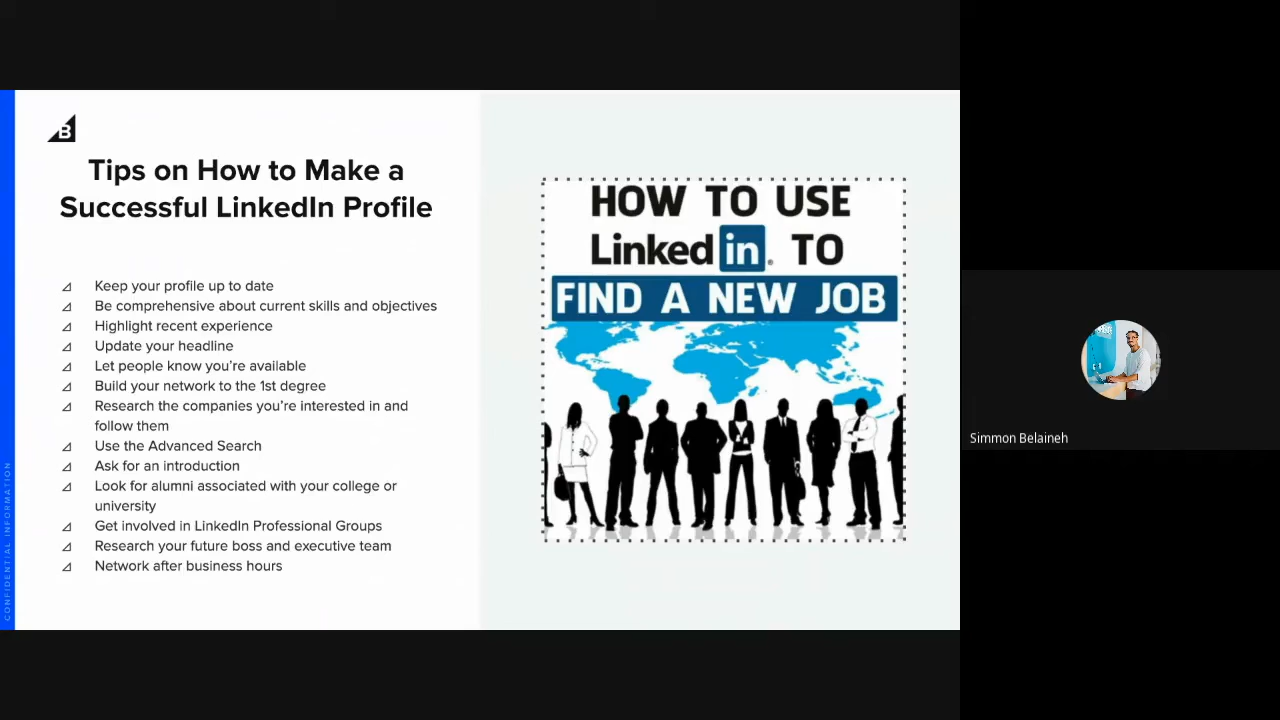 B
Tips on How to Make a
Successful LinkedIn Profile
Keep your profile up to date
Be comprehensive about current skills and objectives
Highlight recent experience
Update your headline
Let people know you’re available
Build your network to the 1st degree
Research the companies you’re interested in and
follow them
Use the Advanced Search
Ask for an introduction
Look for alumni associated with your college or
university
Get involved in LinkedIn Professional Groups
Research your future boss and executive team
Network after business hours
CONFIDENTIAL INFORMATION
HOW TO USE
Linkedin® TO
FIND A NEW JOB
Simmon Belaineh